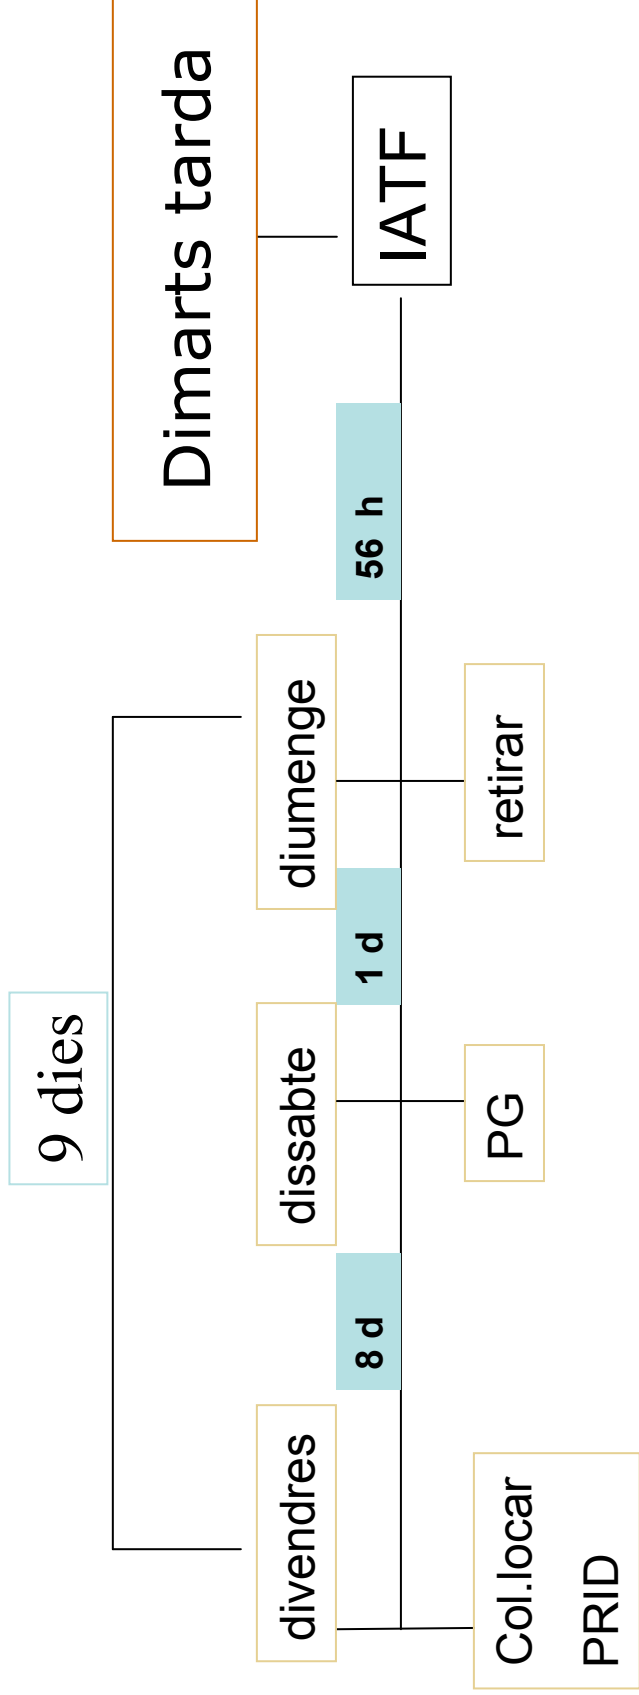 9 dies
Dimarts tarda
divendres
dissabte
diumenge
8 d
1 d
56 h
IATF
Col.locar
PRID
PG
retirar